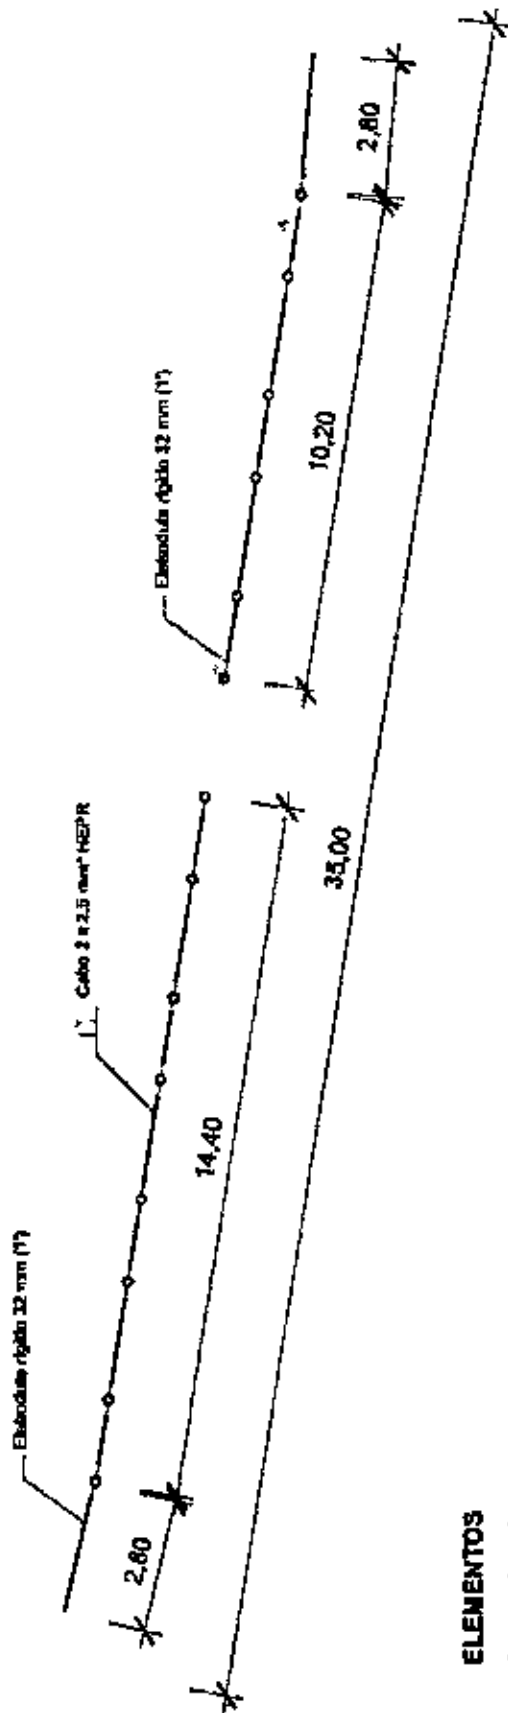 Eletroduto rígido 32 mm (1")
Cabo 2 x 2,5 mm² HEPR
Eletroduto rígido 32 mm (1")
2,80
14,40
10,20
2,80
35,00
ELEMENTOS